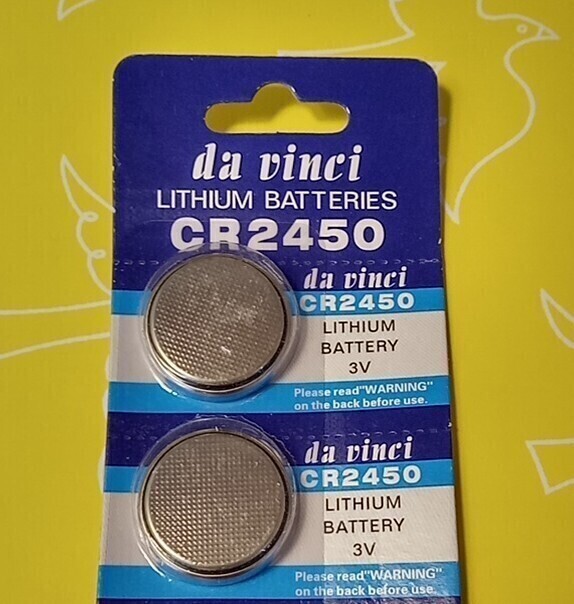 da vinci
LITHIUM BATTERIES
CR2450
da vinci
CR2450
LITHIUM
BATTERY
3V
Please read"WARNING"
on the back before use.
da vinci
CR2450
LITHIUM
BATTERY
3V
Please read"WARNING"
on the back before use.